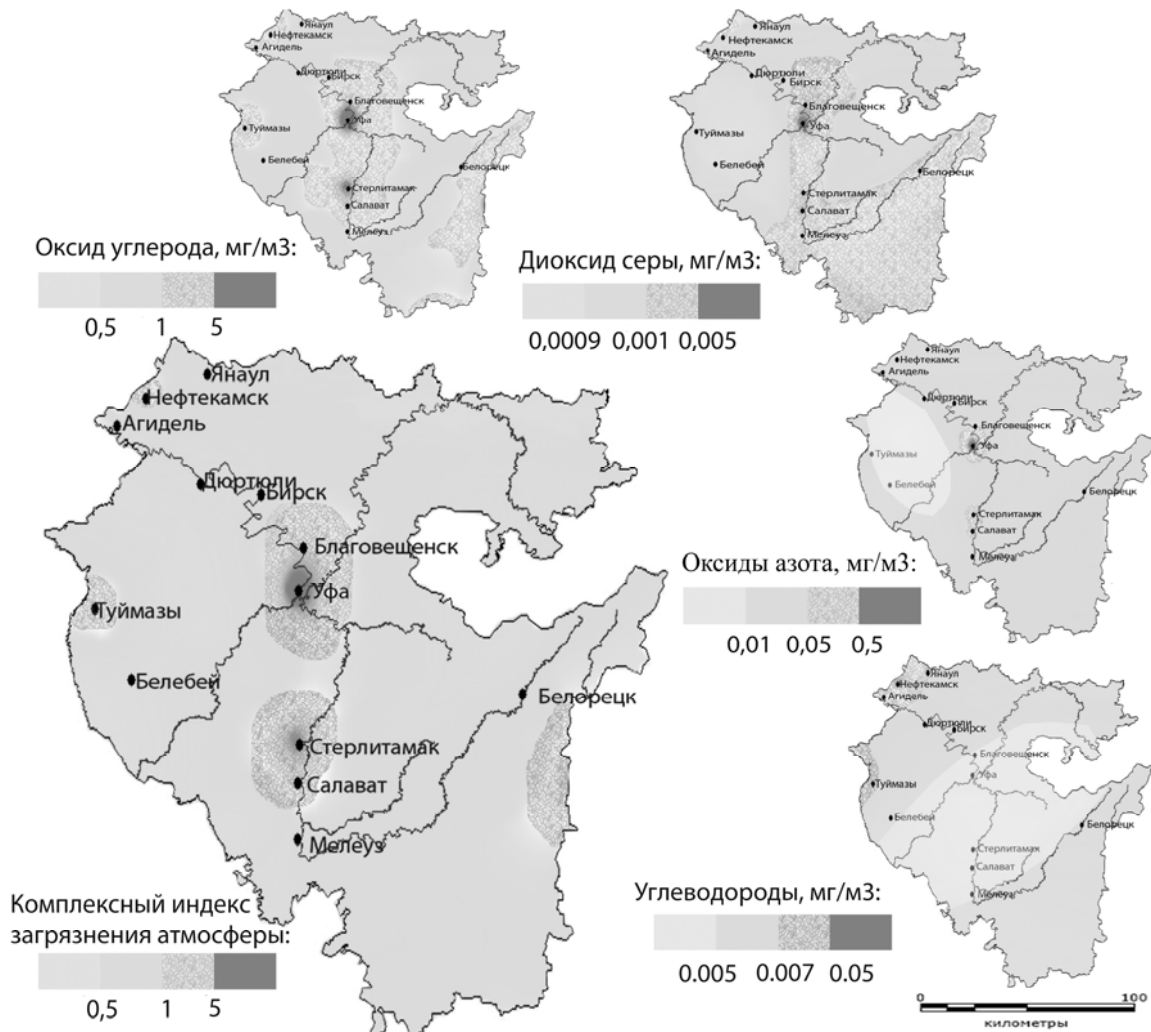 Янаул
Нефтекамск
Агидель
Дюртюли
Бирск
Благовещенск
Уфа
Туймазы
Белебей
Белорецк
Стерлитамак
Салават
Мелеуз
Оксид углерода, мг/м3:
0,5 1 5
Янаул
Нефтекамск
Агидель
Дюртюли
Бирск
Благовещенск
Уфа
Туймазы
Белебей
Белорецк
Стерлитамак
Салават
Мелеуз
Диоксид серы, мг/м3:
0,0009 0,001 0,005
Янаул
Нефтекамск
Агидель
Дюртюли
Бирск
Благовещенск
Уфа
Туймазы
Белебей
Белорецк
Стерлитамак
Салават
Мелеуз
Комплексный индекс
загрязнения атмосферы:
0,5 1 5
Янаул
Нефтекамск
Агидель
Дюртюли
Бирск
Благовещенск
Уфа
Туймазы
Белебей
Белорецк
Стерлитамак
Салават
Мелеуз
Оксиды азота, мг/м3:
0,01 0,05 0,5
Янаул
Нефтекамск
Агидель
Дюртюли
Бирск
Благовещенск
Уфа
Туймазы
Белебей
Белорецк
Стерлитамак
Салават
Мелеуз
Углеводороды, мг/м3:
0.005 0.007 0.05
0 100
километры